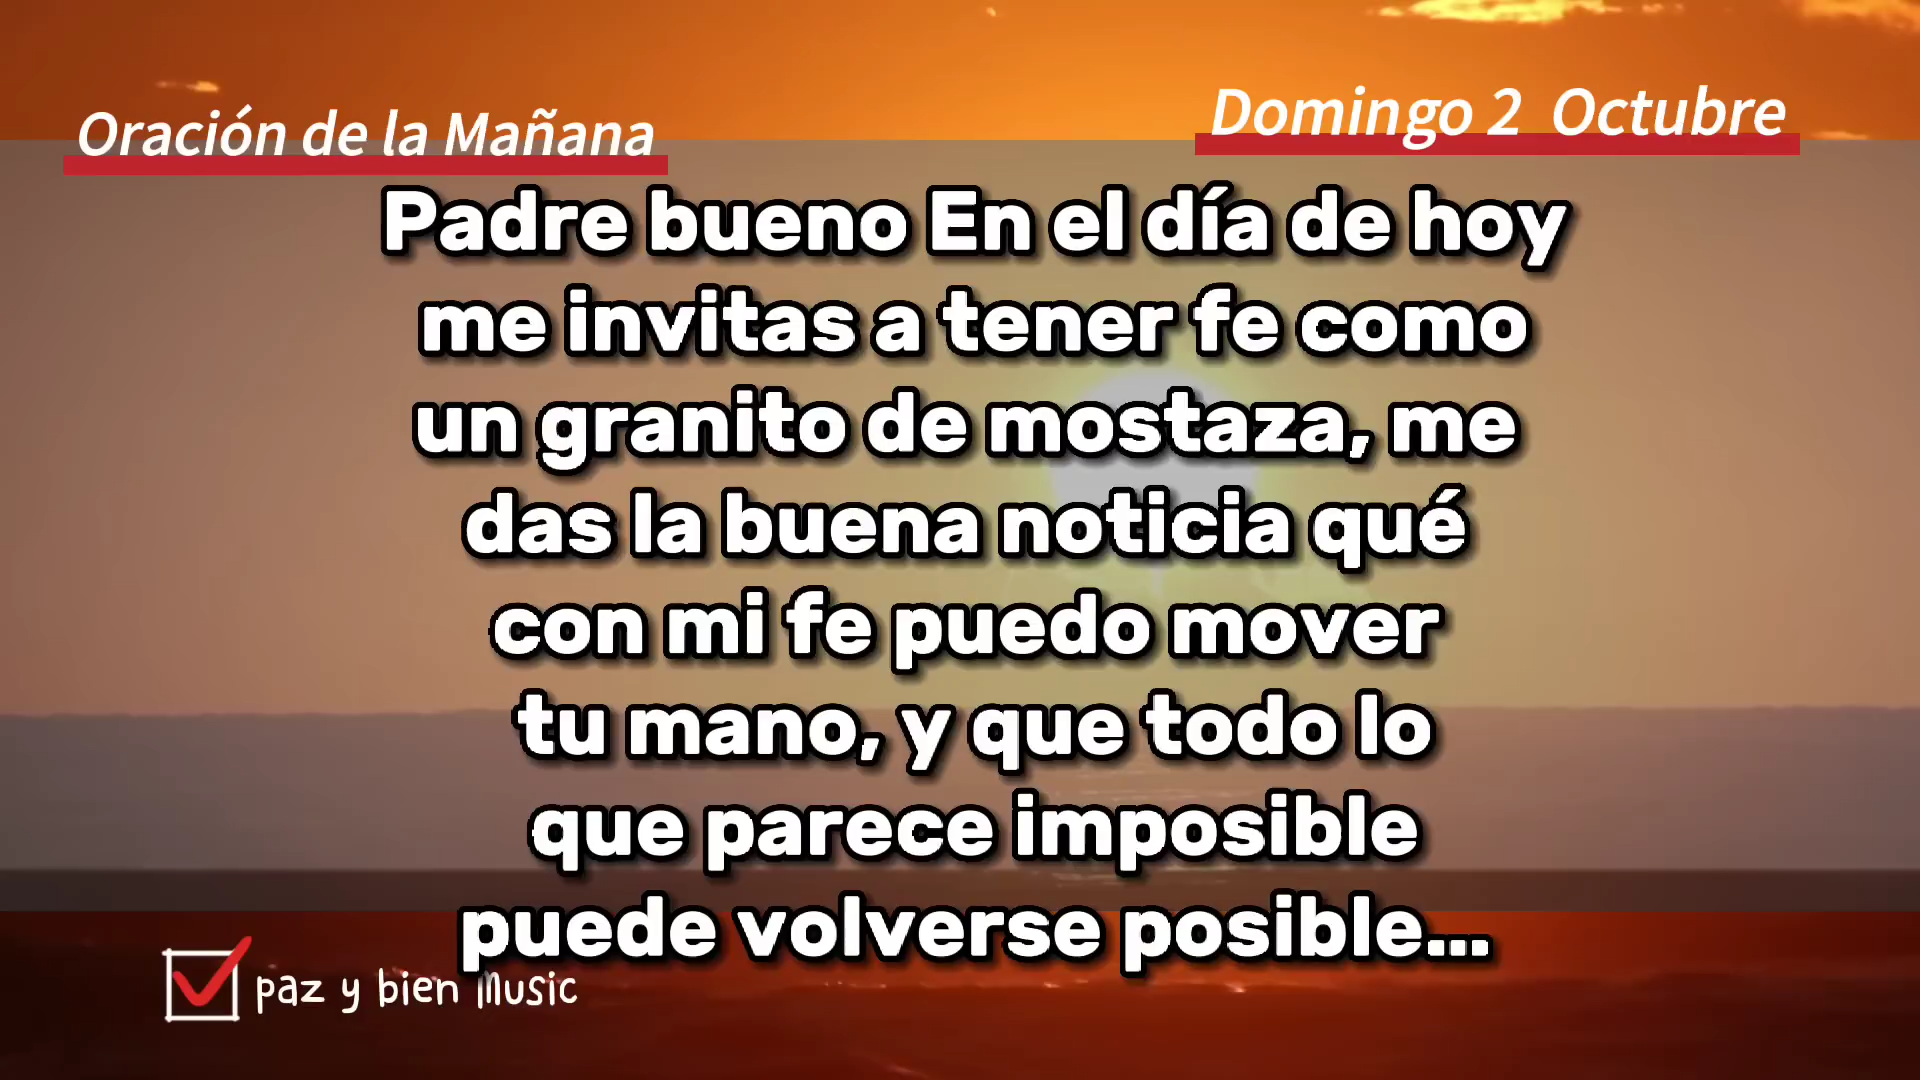 Oración de la Mañana
Domingo 2 Octubre
Padre bueno En el día de hoy
me invitas a tener fe como
un granito de mostaza, me
das la buena noticia qué
con mi fe puedo mover
tu mano, y que todo lo
que parece imposible
puede volverse posible...
paz y bien Music